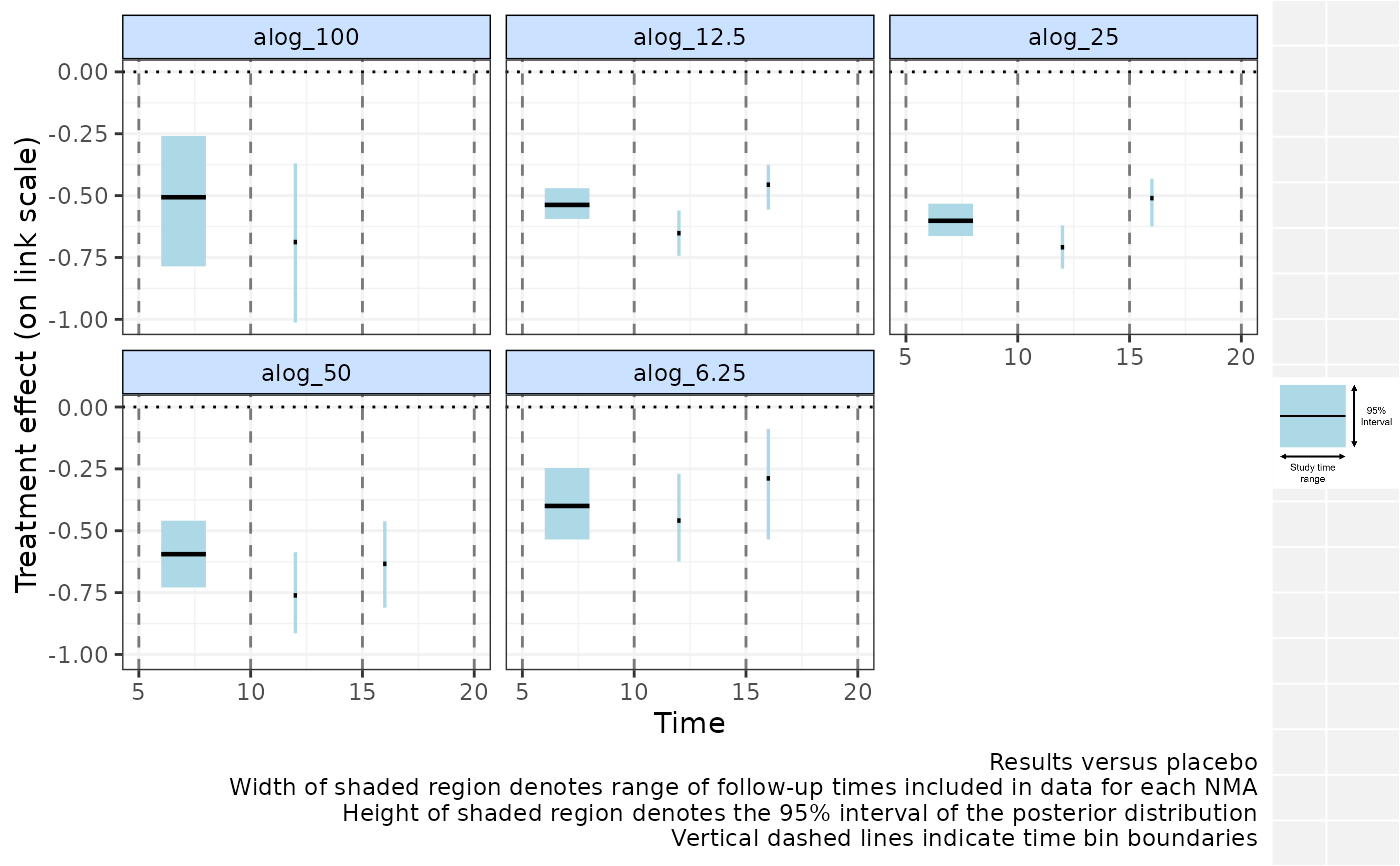 alog_100
alog_12.5
alog_25
Treatment effect (on link scale)
0.00
-0.25
-0.50
-0.75
-1.00
5 10 15 20
alog_50
alog_6.25
0.00
-0.25
-0.50
-0.75
-1.00
5 10 15 20
5 10 15 20
Time
95%
Interval
Study time
range
Results versus placebo
Width of shaded region denotes range of follow-up times included in data for each NMA
Height of shaded region denotes the 95% interval of the posterior distribution
Vertical dashed lines indicate time bin boundaries